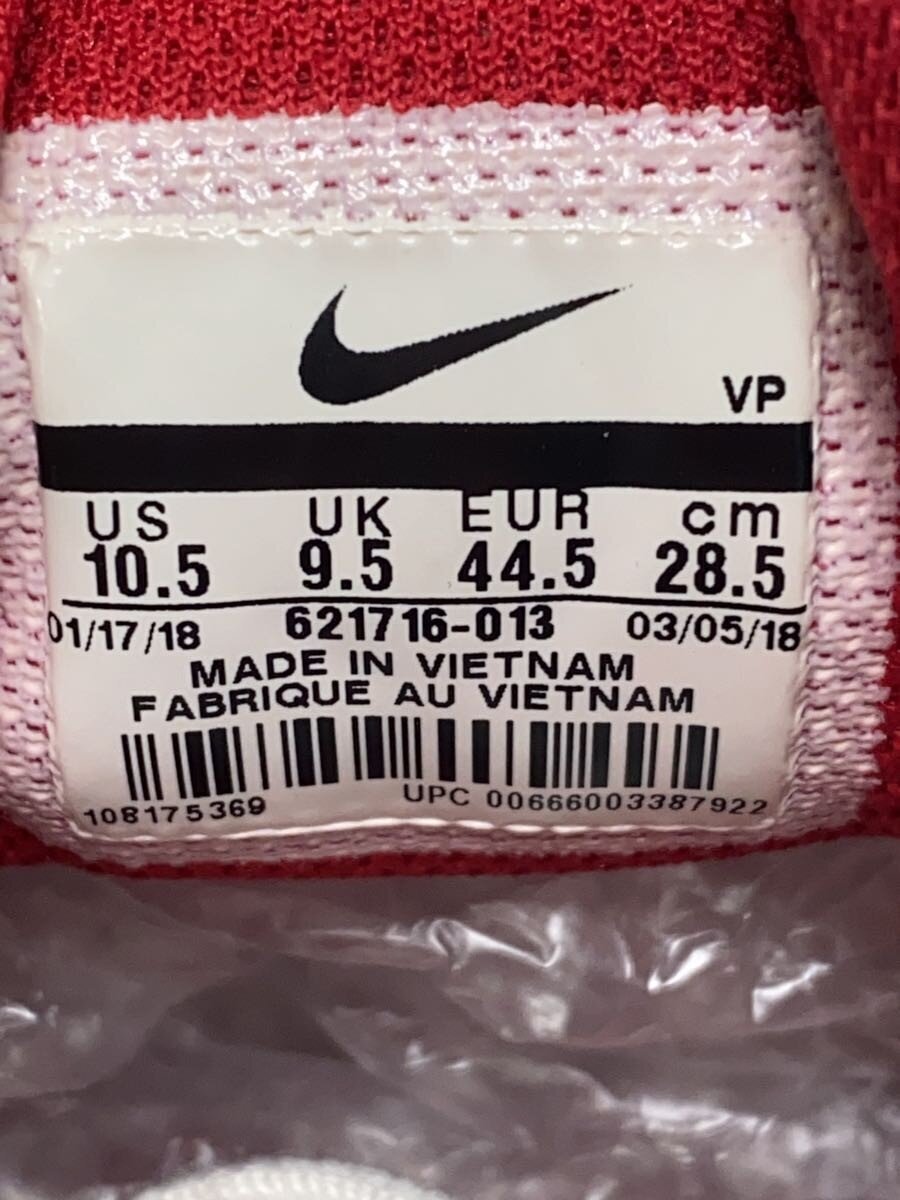 VP
US UK EUR cm
10.5 9.5 44.5 28.5
01/17/18 621716-013 03/05/18
MADE IN VIETNAM
FABRIQUE AU VIETNAM
108175369 UPC 00666003387922